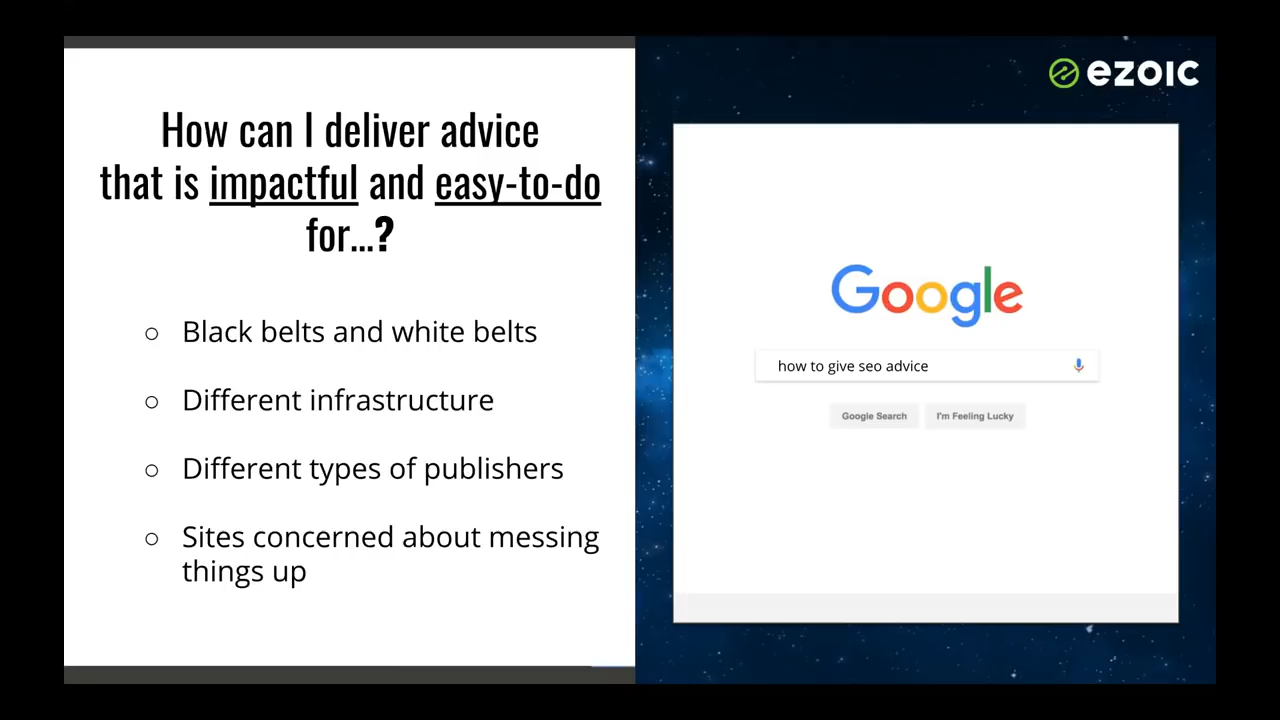 How can I deliver advice
that is impactful and easy-to-do
for...?
○ Black belts and white belts
○ Different infrastructure
○ Different types of publishers
○ Sites concerned about messing
things up
ezoic
Google
how to give seo advice
Google Search
I'm Feeling Lucky